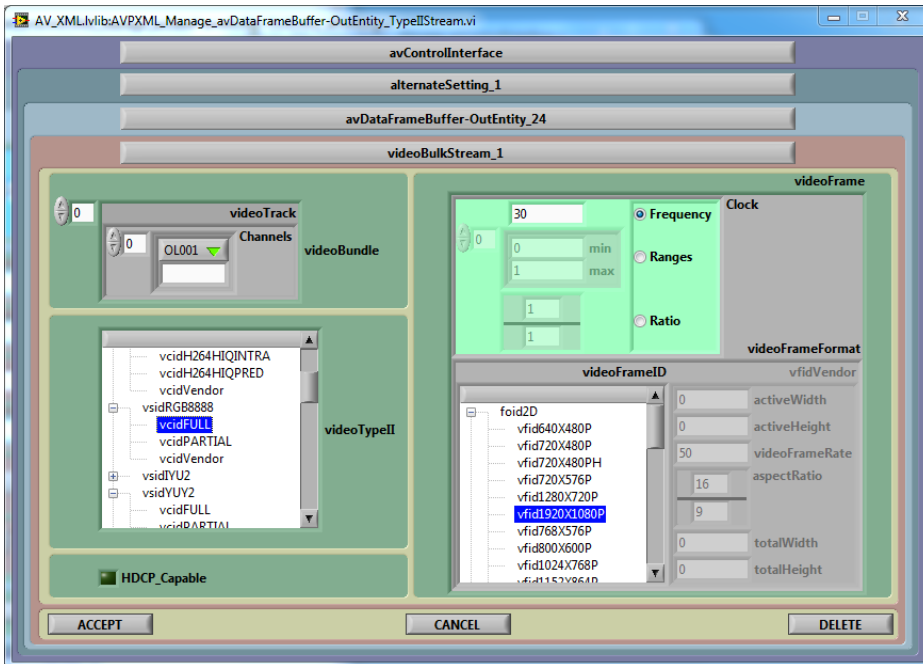 AV_XML.lvlib:AVPXML_Manage_avDataFrameBuffer-OutEntity_TypeIIStream.vi
avControlInterface
alternateSetting_1
avDataFrameBuffer-OutEntity_24
videoBulkStream_1
0
videoTrack
0
Channels
OL001
videoBundle
vcidH264HIQINTRA
vcidH264HIQPRED
vcidVendor
vsidRGB8888
vcidFULL
vcidPARTIAL
vcidVendor
vsidIYU2
vsidYUY2
vcidFULL
vcidPARTIAL
videoTypeII
HDCP_Capable
videoFrame
30
Frequency
Clock
0
0
min
1
max
Ranges
1
1
Ratio
videoFrameFormat
videoFrameID
vfidVendor
foid2D
vfid640X480P
vfid720X480P
vfid720X480PH
vfid720X576P
vfid1280X720P
vfid1920X1080P
vfid768X576P
vfid800X600P
vfid1024X768P
vfid1152X864P
0
activeWidth
0
activeHeight
50
videoFrameRate
16
9
aspectRatio
0
totalWidth
0
totalHeight
ACCEPT
CANCEL
DELETE